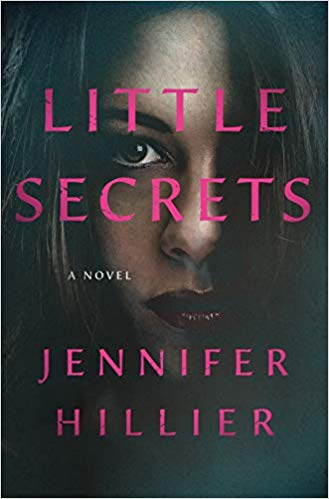 LITTLE
SECRETS
A NOVEL
JENNIFER
HILLIER